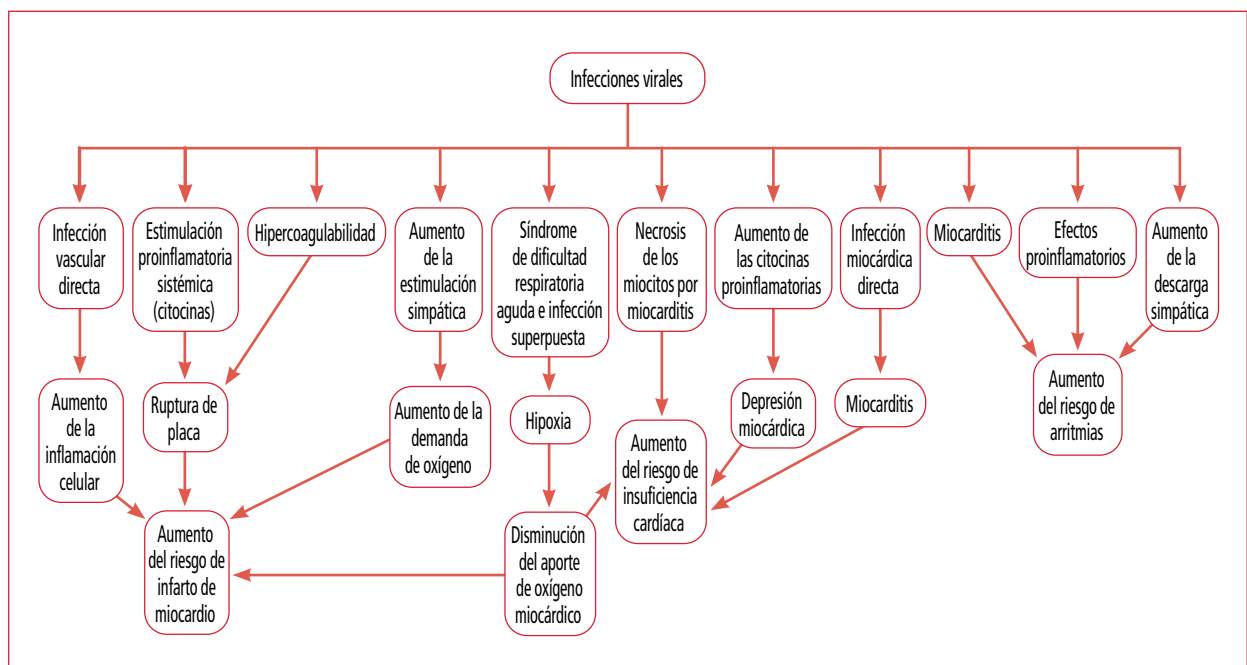 Infecciones virales
Infección
vascular
directa
Estimulación
proinflamatoria
sistémica
(citocinas)
Hipercoagulabilidad
Aumento
de la
estimulación
simpática
Síndrome
de dificultad
respiratoria
aguda e infección
superpuesta
Necrosis
de los
miocitos por
miocarditis
Aumento de
las citocinas
proinflamatorias
Infección
miocárdica
directa
Miocarditis
Efectos
proinflamatorios
Aumento
de la
descarga
simpática
Aumento
de la
inflamación
celular
Ruptura de
placa
Aumento de la
demanda
de oxígeno
Hipoxia
Depresión
miocárdica
Miocarditis
Aumento
del riesgo de
arritmias
Aumento
del riesgo de
infarto de
miocardio
Disminución
del aporte
de oxígeno
miocárdico
Aumento
del riesgo de
insuficiencia
cardíaca